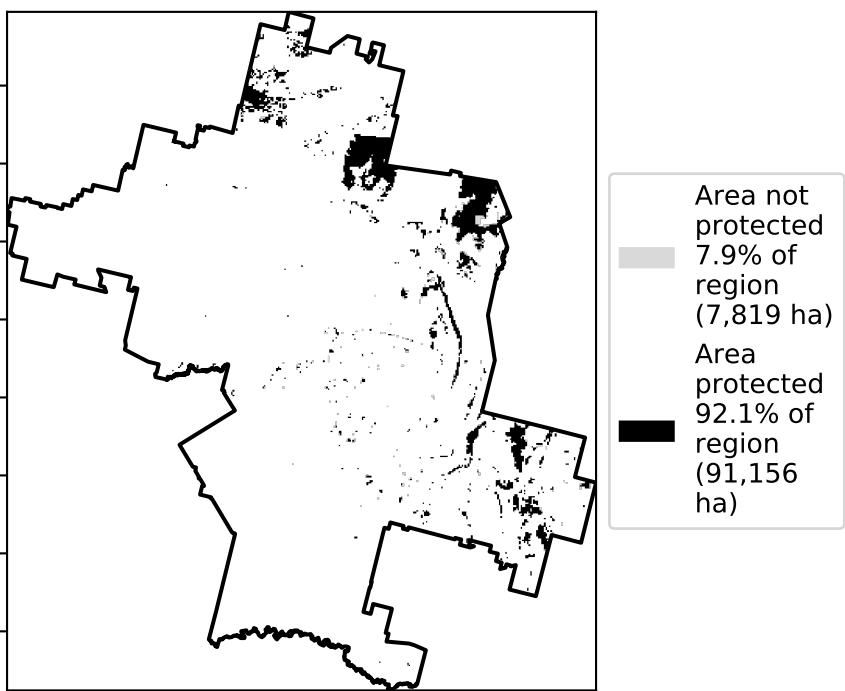 Area not
protected
7.9% of
region
(7,819 ha)
Area
protected
92.1% of
region
(91,156
ha)